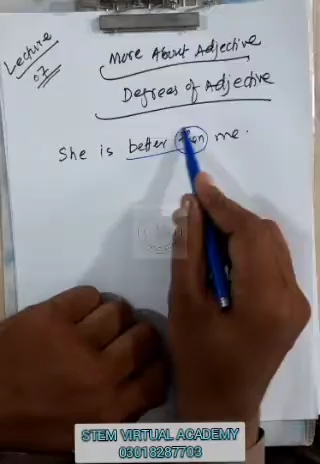 Lecture
07
More About Adjective
Degrees of Adjective
She is better than me.
STEM VIRTUAL ACADEMY
03018287703